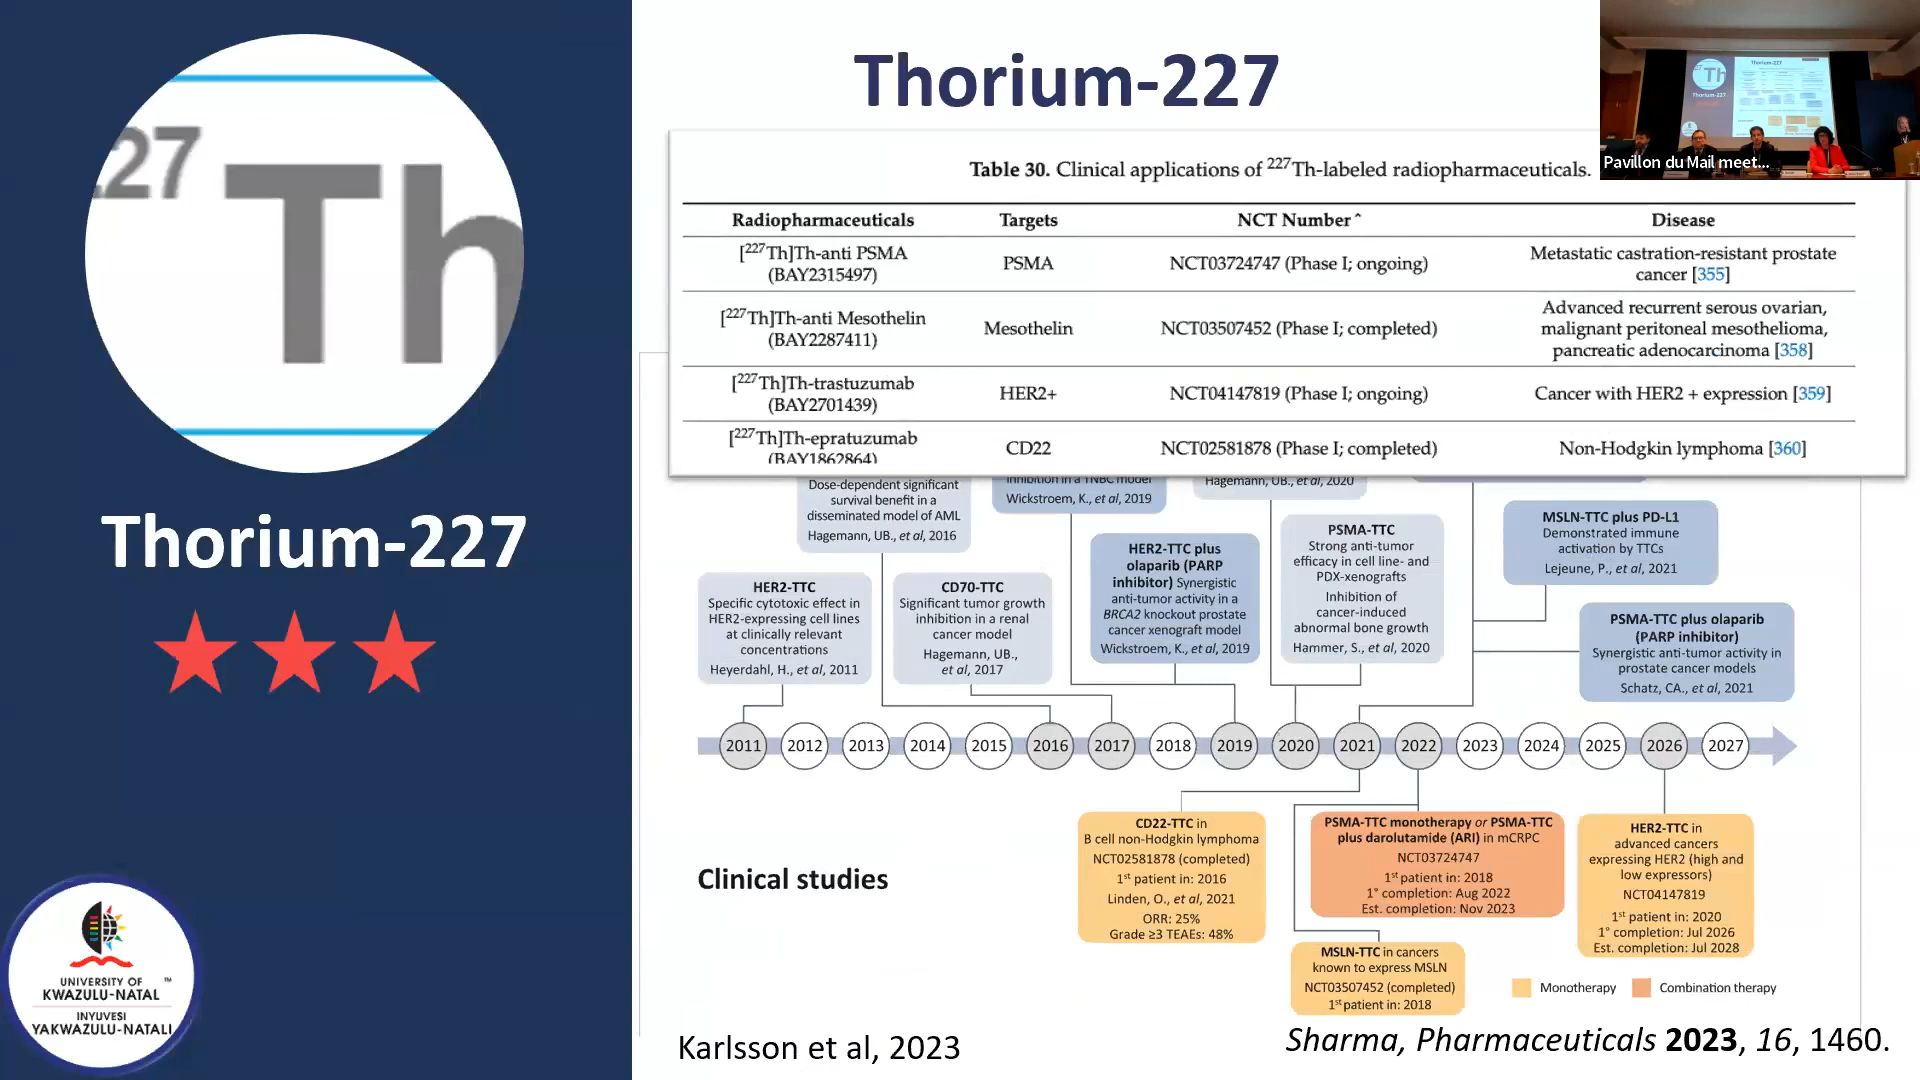 227
Th
Thorium-227
UNIVERSITY OF ™
KWAZULU-NATAL
INYUVESI
YAKWAZULU-NATALI
Thorium-227
Pavillon du Mail meet...
Table 30. Clinical applications of 227Th-labeled radiopharmaceuticals.
Radiopharmaceuticals Targets NCT Number ^ Disease
[227Th]Th-anti PSMA
(BAY2315497)
PSMA
NCT03724747 (Phase I; ongoing)
Metastatic castration-resistant prostate
cancer [355]
[227Th]Th-anti Mesothelin
(BAY2287411)
Mesothelin
NCT03507452 (Phase I; completed)
Advanced recurrent serous ovarian,
malignant peritoneal mesothelioma,
pancreatic adenocarcinoma [358]
[227Th]Th-trastuzumab
(BAY2701439)
HER2+
NCT04147819 (Phase I; ongoing)
Cancer with HER2 + expression [359]
[227Th]Th-epratuzumab
(BAY1862864)
CD22
NCT02581878 (Phase I; completed)
Non-Hodgkin lymphoma [360]
Dose-dependent significant
survival benefit in a
disseminated model of AML
Hagemann, UB., et al, 2016
inhibition in a TNBC model
Wickstroem, K., et al, 2019
Hagemann, UB., et al, 2020
HER2-TTC
Specific cytotoxic effect in
HER2-expressing cell lines
at clinically relevant
concentrations
Heyerdahl, H., et al, 2011
CD70-TTC
Significant tumor growth
inhibition in a renal
cancer model
Hagemann, UB.,
et al, 2017
HER2-TTC plus
olaparib (PARP
inhibitor) Synergistic
anti-tumor activity in a
BRCA2 knockout prostate
cancer xenograft model
Wickstroem, K., et al, 2019
PSMA-TTC
Strong anti-tumor
efficacy in cell line- and
PDX-xenografts
Inhibition of
cancer-induced
abnormal bone growth
Hammer, S., et al, 2020
MSLN-TTC plus PD-L1
Demonstrated immune
activation by TTCs
Lejeune, P., et al, 2021
PSMA-TTC plus olaparib
(PARP inhibitor)
Synergistic anti-tumor activity in
prostate cancer models
Schatz, CA., et al, 2021
2011 2012 2013 2014 2015 2016 2017 2018 2019 2020 2021 2022 2023 2024 2025 2026 2027
Clinical studies
CD22-TTC in
B cell non-Hodgkin lymphoma
NCT02581878 (completed)
1st patient in: 2016
Linden, O., et al, 2021
ORR: 25%
Grade ≥3 TEAEs: 48%
PSMA-TTC monotherapy or PSMA-TTC
plus darolutamide (ARI) in mCRPC
NCT03724747
1st patient in: 2018
1° completion: Aug 2022
Est. completion: Nov 2023
MSLN-TTC in cancers
known to express MSLN
NCT03507452 (completed)
1st patient in: 2018
HER2-TTC in
advanced cancers
expressing HER2 (high and
low expressors)
NCT04147819
1st patient in: 2020
1° completion: Jul 2026
Est. completion: Jul 2028
Monotherapy Combination therapy
Karlsson et al, 2023
Sharma, Pharmaceuticals 2023, 16, 1460.